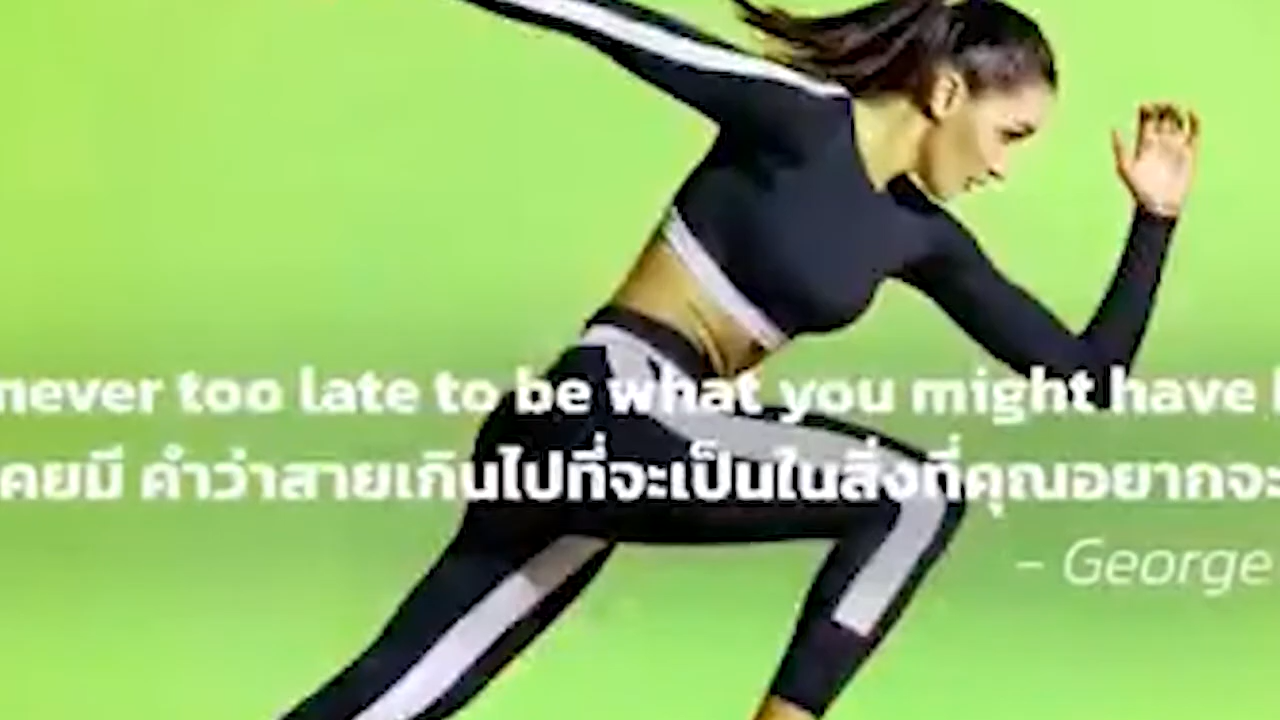 never too late to be what you might have
เคยมี คำว่าสายเกินไปที่จะเป็นในสิ่งที่คุณอยากจะ
– George